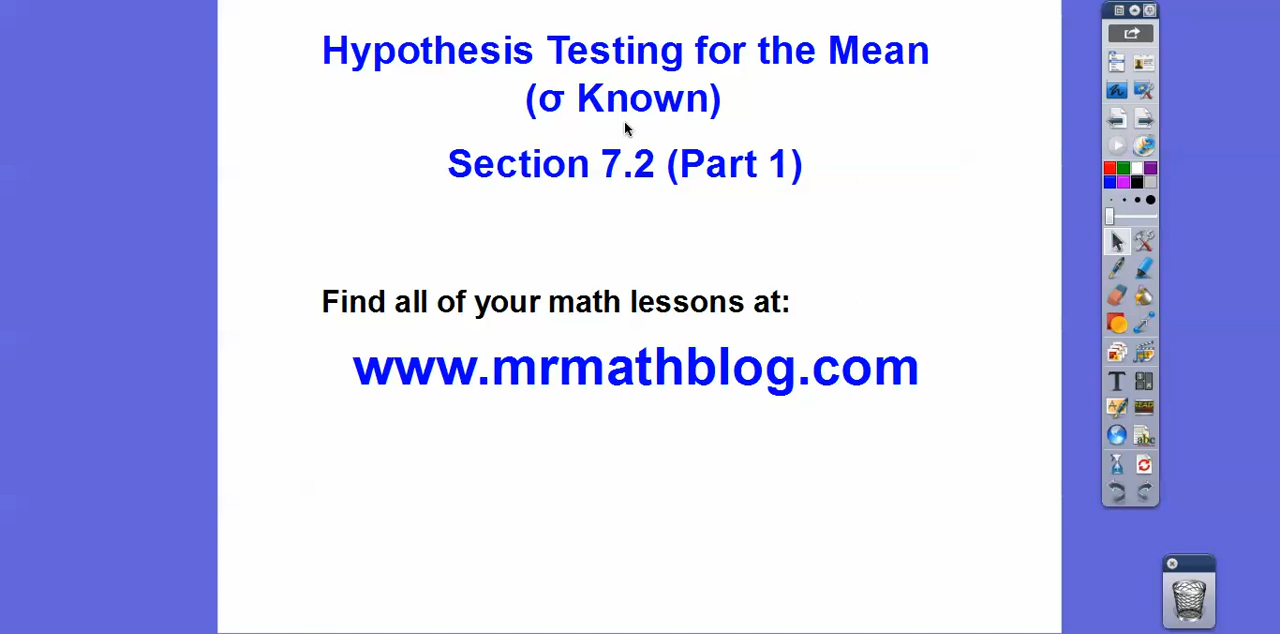 Hypothesis Testing for the Mean
(σ Known)
Section 7.2 (Part 1)
Find all of your math lessons at:
www.mrmathblog.com